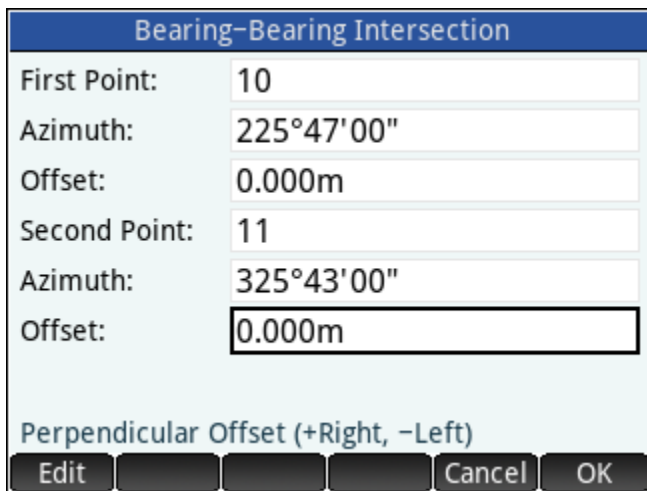 Bearing−Bearing Intersection
First Point: 10
Azimuth: 225°47'00"
Offset: 0.000m
Second Point: 11
Azimuth: 325°43'00"
Offset: 0.000m
Perpendicular Offset (+Right, −Left)
Edit Cancel OK